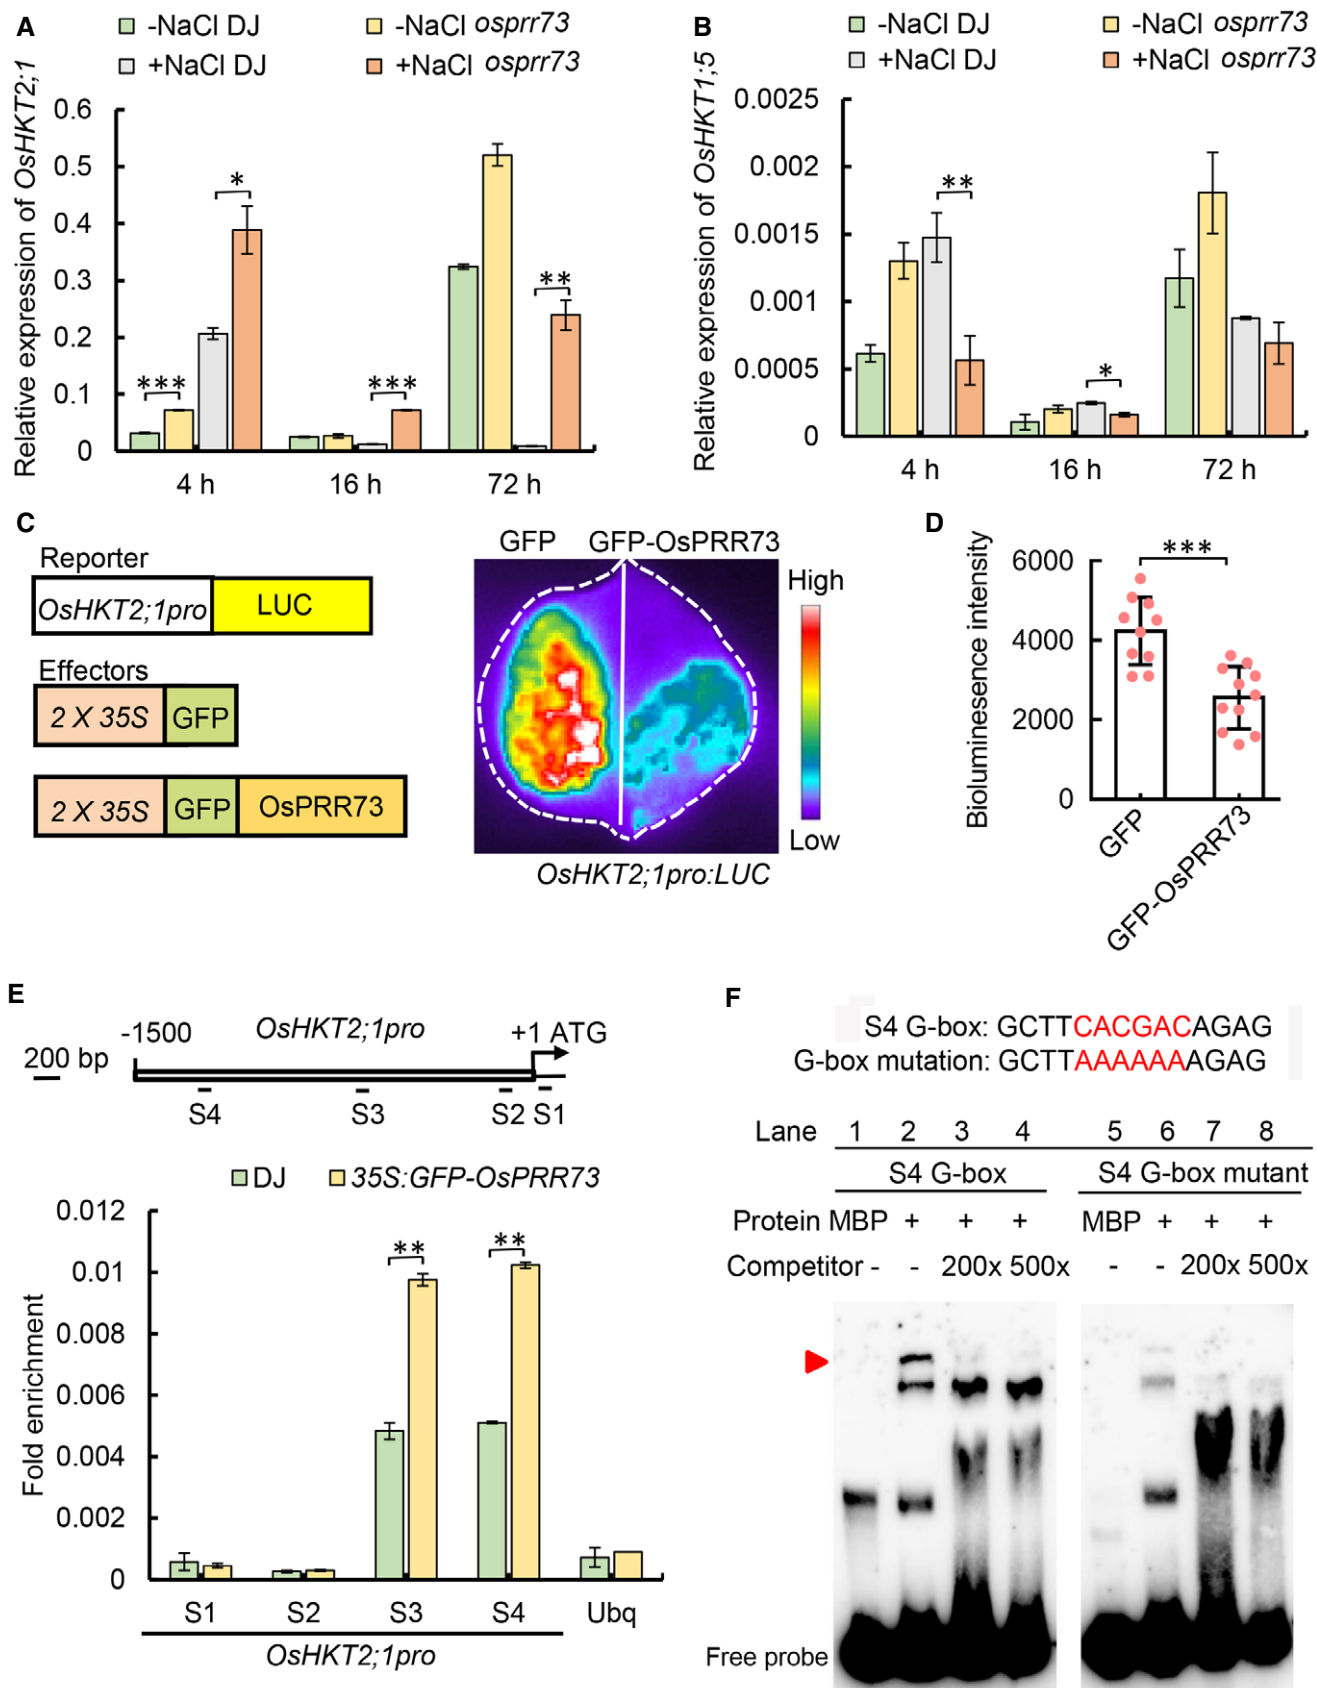 A
-NaCl DJ
-NaCl osprr73
+NaCl DJ
+NaCl osprr73
Relative expression of OsHKT2;1
0.6
0.5
0.4
0.3
0.2
0.1
0
***
*
***
**
4 h
16 h
72 h
B
-NaCl DJ
-NaCl osprr73
+NaCl DJ
+NaCl osprr73
Relative expression of OsHKT1;5
0.0025
0.002
0.0015
0.001
0.0005
0
**
*
4 h
16 h
72 h
C
Reporter
OsHKT2;1pro
LUC
Effectors
2 X 35S
GFP
2 X 35S
GFP
OsPRR73
GFP
GFP-OsPRR73
High
Low
OsHKT2;1pro:LUC
D
Bioluminesence intensity
6000
4000
2000
0
***
GFP
GFP-OsPRR73
E
-1500
OsHKT2;1pro
+1 ATG
200 bp
S4
S3
S2
S1
DJ
35S:GFP-OsPRR73
Fold enrichment
0.012
0.01
0.008
0.006
0.004
0.002
0
**
**
S1
S2
S3
S4
Ubq
OsHKT2;1pro
F
S4 G-box: GCTTCACGACAGAG
G-box mutation: GCTTAAAAAAAGAG
Lane 1 2 3 4 5 6 7 8
S4 G-box
S4 G-box mutant
Protein MBP + + + MBP + + +
Competitor - - 200x 500x - - 200x 500x
Free probe